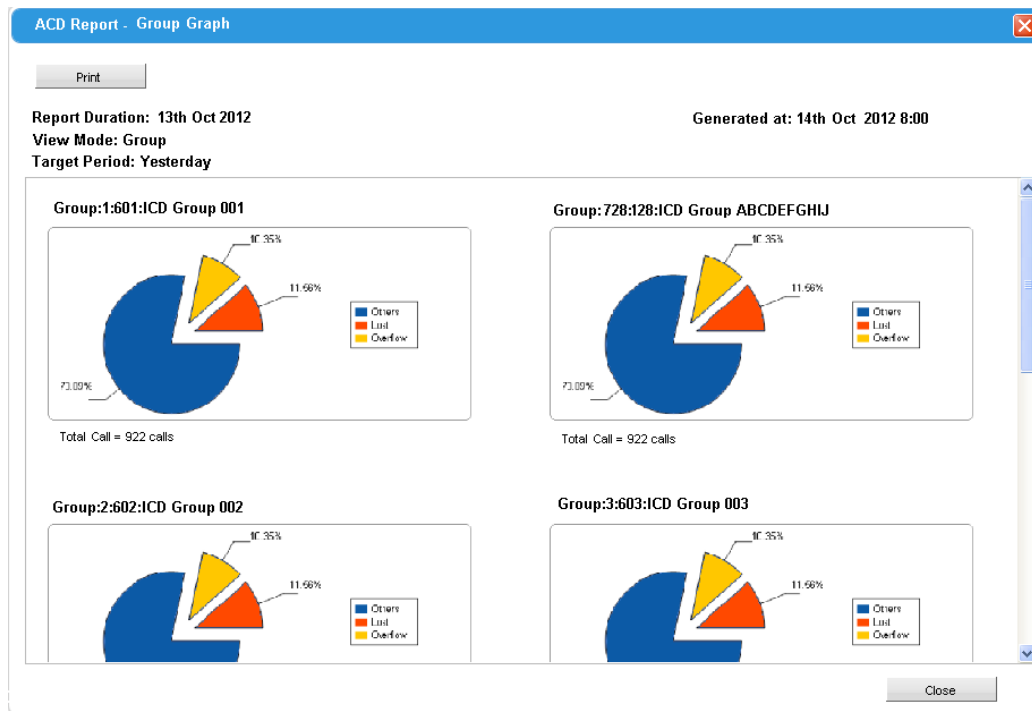 ACD Report - Group Graph
Print
Report Duration: 13th Oct 2012
Generated at: 14th Oct 2012 8:00
View Mode: Group
Target Period: Yesterday
Group:1:601:ICD Group 001
10.35%
11.56%
Others
Lost
Overflow
Total Call = 922 calls
Group:728:128:ICD Group ABCDEFGHIJ
10.35%
11.56%
Others
Lost
Overflow
Total Call = 922 calls
Group:2:602:ICD Group 002
10.35%
11.56%
Others
Lost
Overflow
Group:3:603:ICD Group 003
10.35%
11.56%
Others
Lost
Overflow
Close